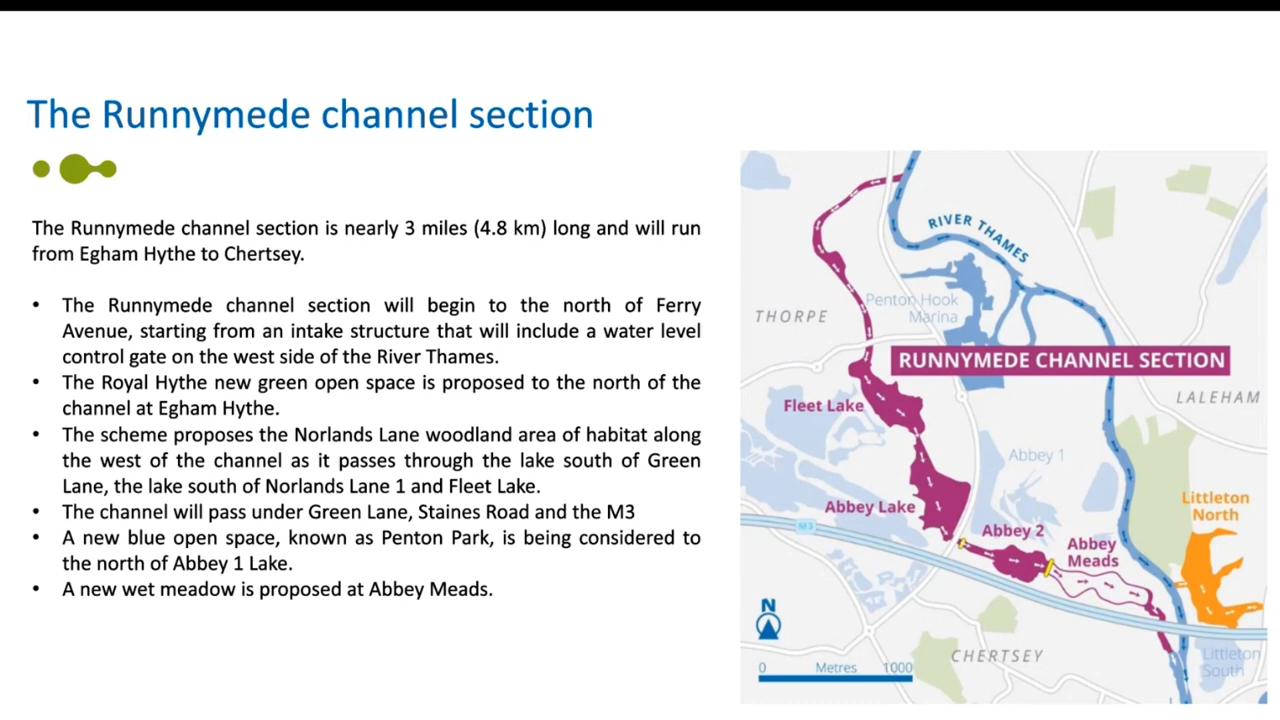 The Runnymede channel section
The Runnymede channel section is nearly 3 miles (4.8 km) long and will run
from Egham Hythe to Chertsey.
• The Runnymede channel section will begin to the north of Ferry
Avenue, starting from an intake structure that will include a water level
control gate on the west side of the River Thames.
• The Royal Hythe new green open space is proposed to the north of the
channel at Egham Hythe.
• The scheme proposes the Norlands Lane woodland area of habitat along
the west of the channel as it passes through the lake south of Green
Lane, the lake south of Norlands Lane 1 and Fleet Lake.
• The channel will pass under Green Lane, Staines Road and the M3
• A new blue open space, known as Penton Park, is being considered to
the north of Abbey 1 Lake.
• A new wet meadow is proposed at Abbey Meads.
RIVER THAMES
Penton Hook
Marina
THORPE
RUNNYMEDE CHANNEL SECTION
LALEHAM
Fleet Lake
Abbey 1
Abbey Lake
Littleton
North
M3
Abbey 2
Abbey
Meads
N
CHERTSEY
Littleton
South
0 Metres 1000